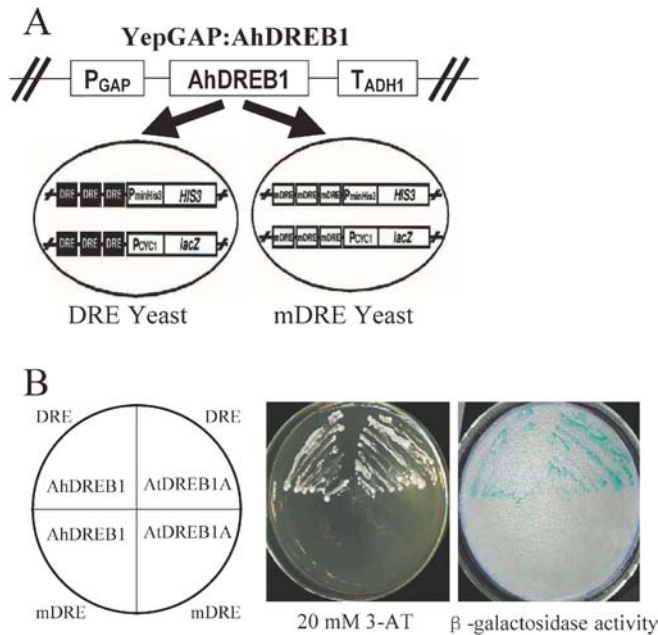 A
YepGAP:AhDREB1
PGAP AhDREB1 TADH1
DRE DRE DRE PminHis3 HIS3 mDRE mDRE mDRE PminHis3 HIS3
DRE DRE DRE PCYC1 lacZ mDRE mDRE mDRE PCYC1 lacZ
DRE Yeast mDRE Yeast
B
DRE DRE
AhDREB1 AtDREB1A
AhDREB1 AtDREB1A
mDRE mDRE
20 mM 3-AT β-galactosidase activity